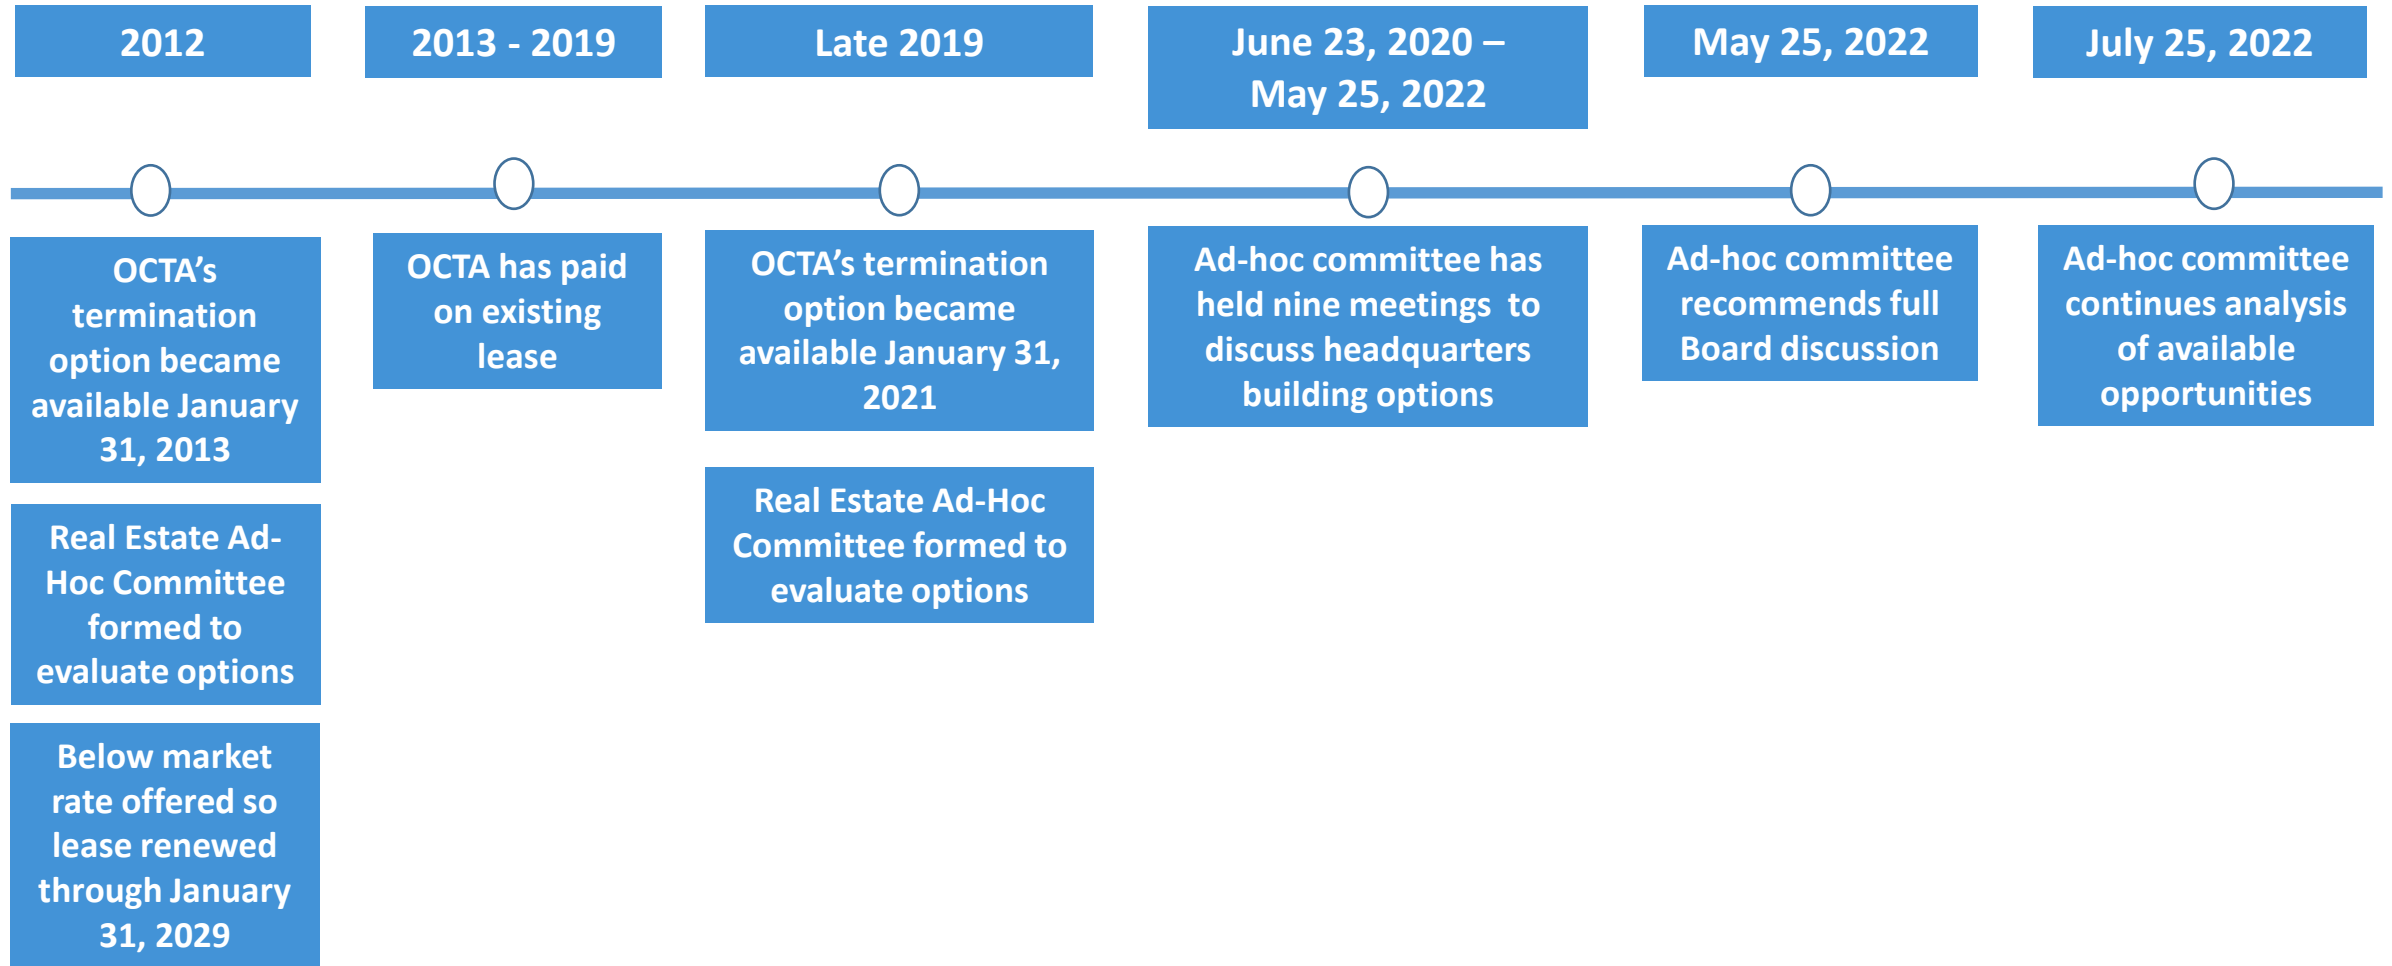 2012
OCTA’s
termination
option became
available January
31, 2013
Real Estate Ad-
Hoc Committee
formed to
evaluate options
Below market
rate offered so
lease renewed
through January
31, 2029
2013 - 2019
OCTA has paid
on existing
lease
Late 2019
OCTA’s termination
option became
available January 31,
2021
Real Estate Ad-Hoc
Committee formed to
evaluate options
June 23, 2020 –
May 25, 2022
Ad-hoc committee has
held nine meetings  to
discuss headquarters
building options
May 25, 2022
Ad-hoc committee
recommends full
Board discussion
July 25, 2022
Ad-hoc committee
continues analysis
of available
opportunities